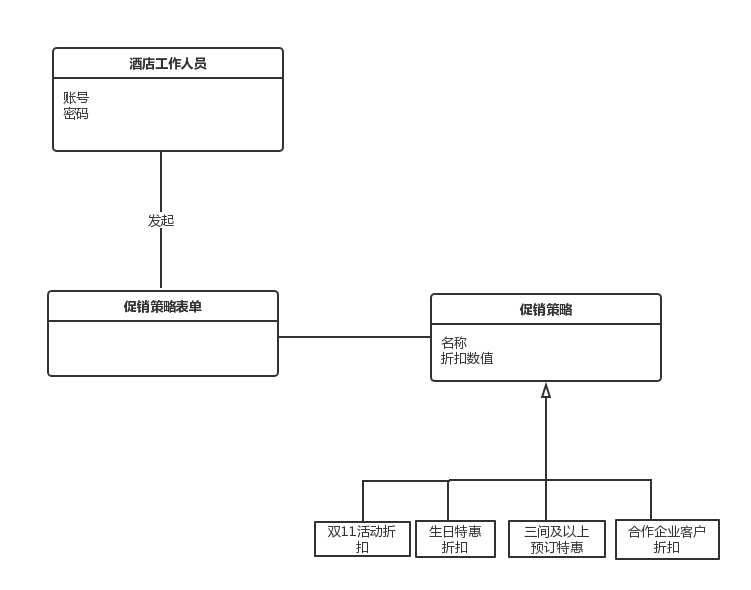 酒店工作人员
账号
密码
发起
促销策略表单
促销策略
名称
折扣数值
双11活动折
扣
生日特惠
折扣
三间及以上
预订特惠
合作企业客户
折扣